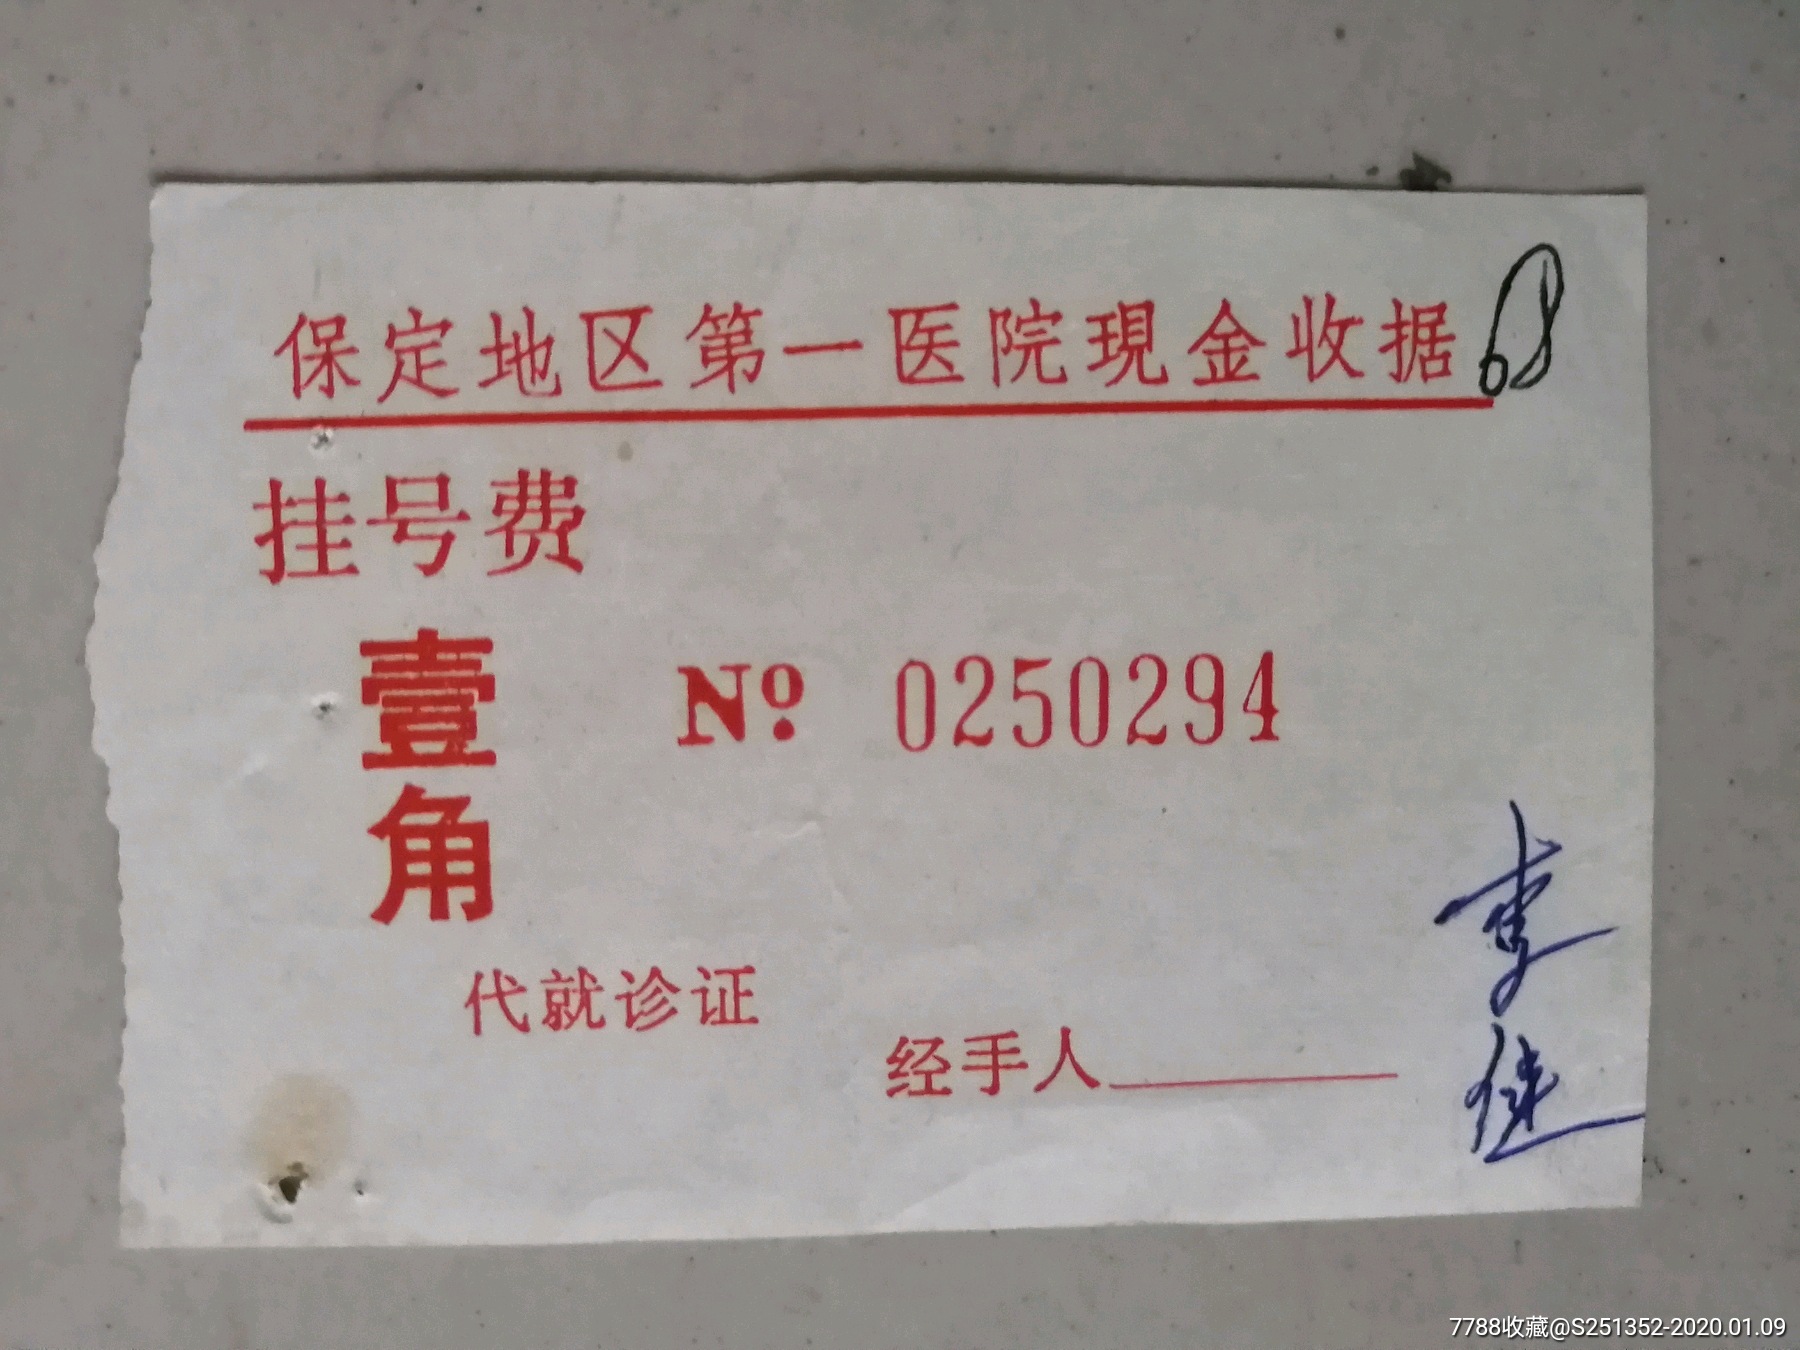 保定地区第一医院現金收据
68
挂号费
壹角
Nº 0250294
代就诊证
经手人
7788收藏@S251352-2020.01.09